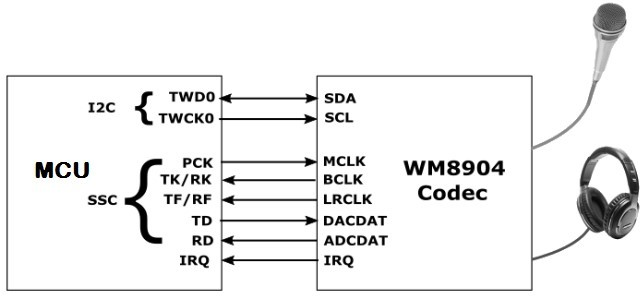 I2C TWD0 SDA
TWCK0 SCL
MCU PCK MCLK WM8904
TK/RK BCLK Codec
SSC TF/RF LRCLK
TD DACDAT
RD ADCDAT
IRQ IRQ